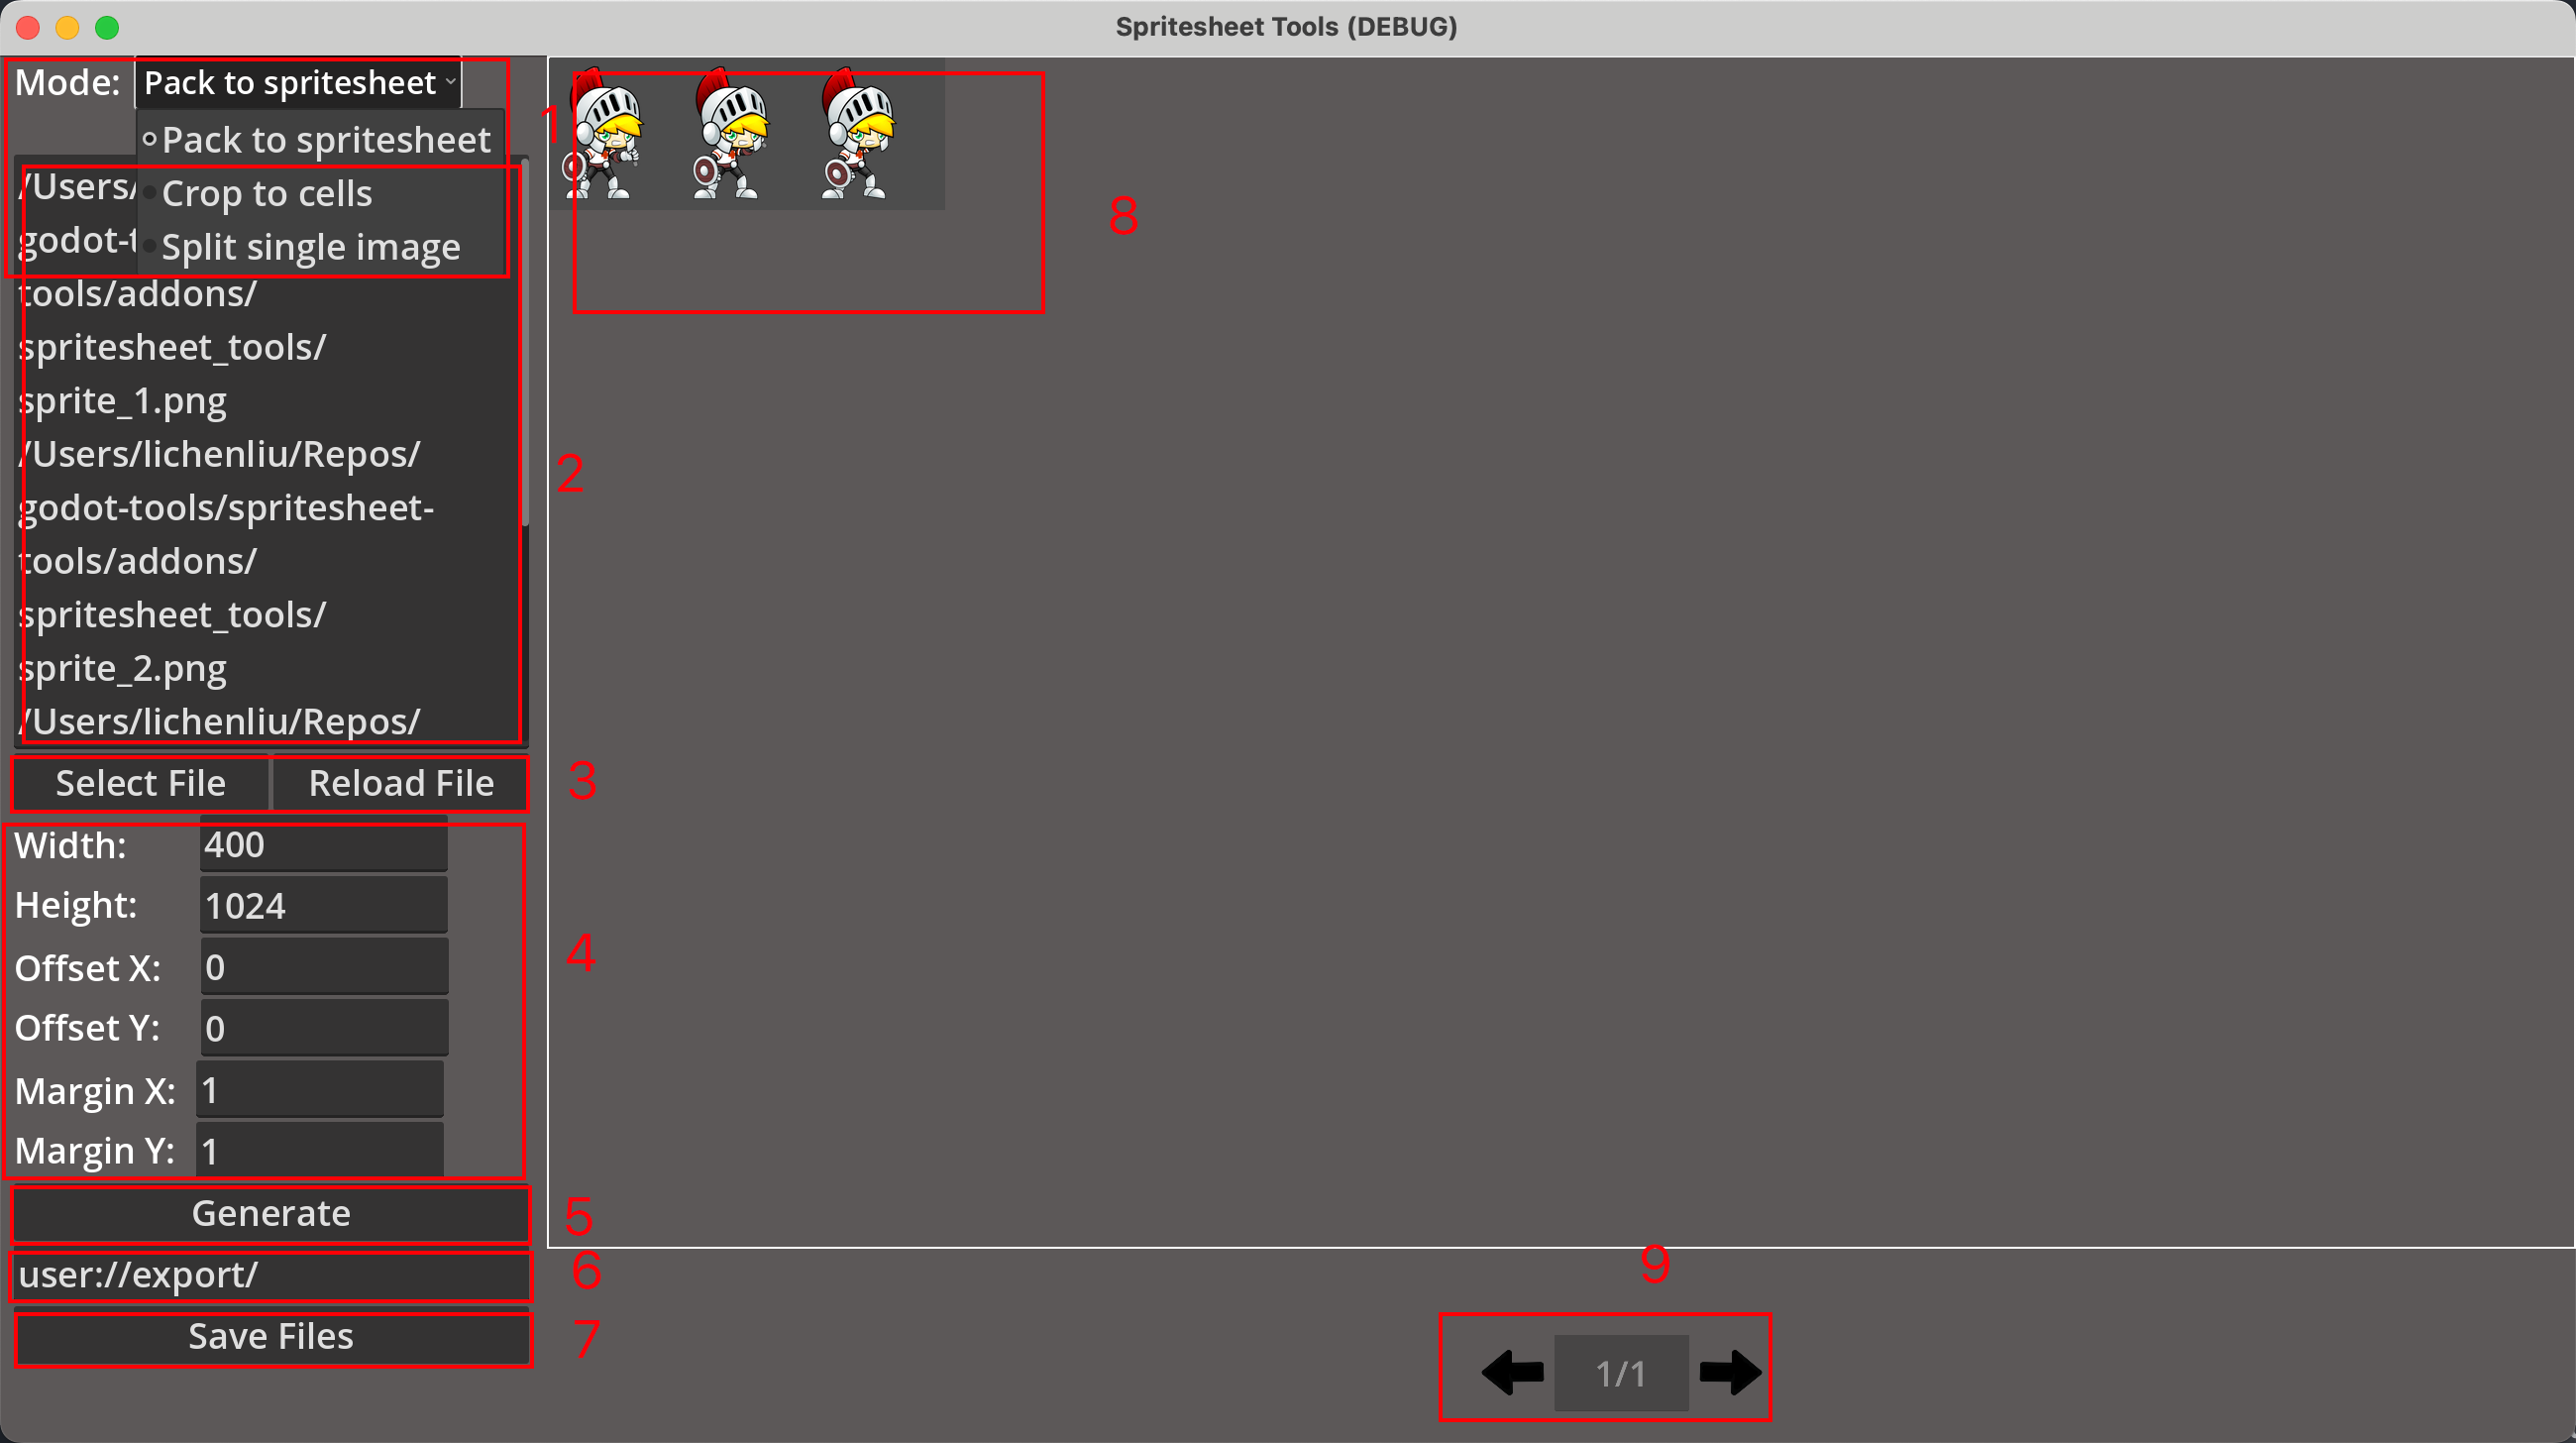 Spritesheet Tools (DEBUG)
Mode: Pack to spritesheet
Pack to spritesheet
Crop to cells
Split single image
1
/Users/
godot-t
tools/addons/
spritesheet_tools/
sprite_1.png
/Users/lichenliu/Repos/
godot-tools/spritesheet-
tools/addons/
spritesheet_tools/
sprite_2.png
/Users/lichenliu/Repos/
2
Select File Reload File
3
Width: 400
Height: 1024
Offset X: 0
Offset Y: 0
Margin X: 1
Margin Y: 1
4
Generate
5
user://export/
6
Save Files
7
8
9
1/1